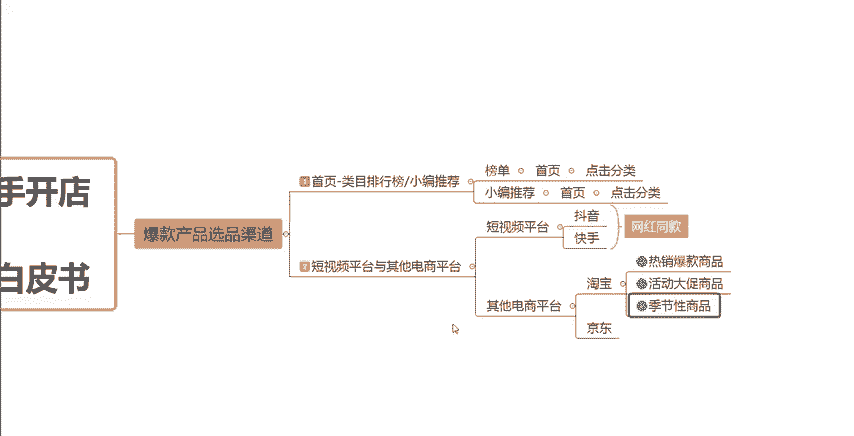 手开店
白皮书
爆款产品选品渠道
首页-类目排行榜/小编推荐
榜单
首页
点击分类
小编推荐
首页
点击分类
短视频平台与其他电商平台
短视频平台
抖音
快手
网红同款
其他电商平台
淘宝
热销爆款商品
活动大促商品
季节性商品
京东